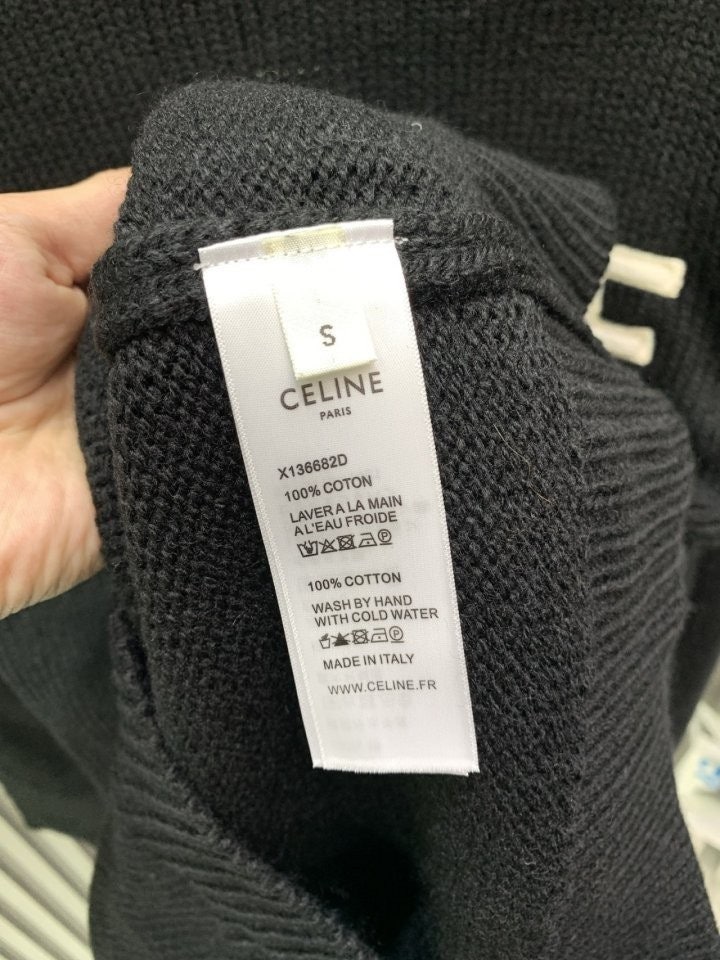 S
CELINE
PARIS
X136682D
100% COTON
LAVER A LA MAIN
A L'EAU FROIDE
100% COTTON
WASH BY HAND
WITH COLD WATER
MADE IN ITALY
WWW.CELINE.FR